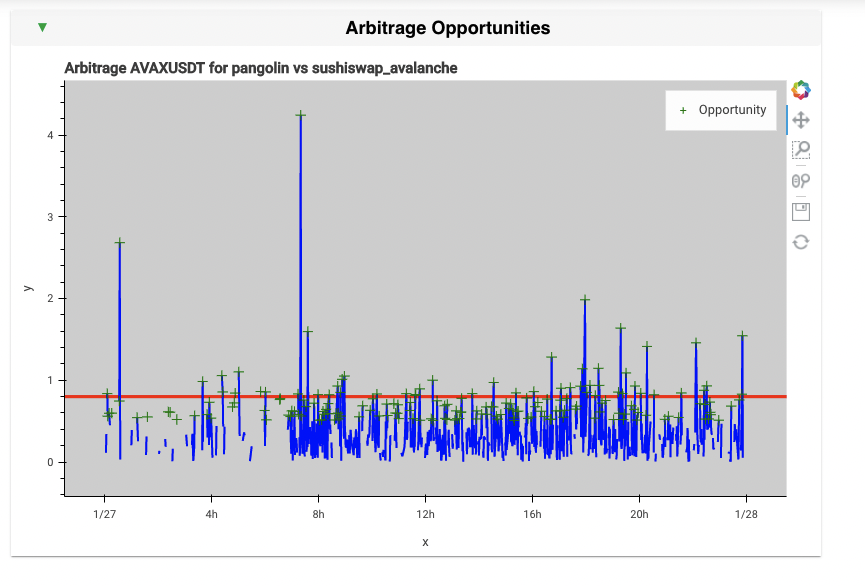 ▼ Arbitrage Opportunities
Arbitrage AVAXUSDT for pangolin vs sushiswap_avalanche
+ Opportunity
4
3
2
1
0
y
1/27 4h 8h 12h 16h 20h 1/28
x